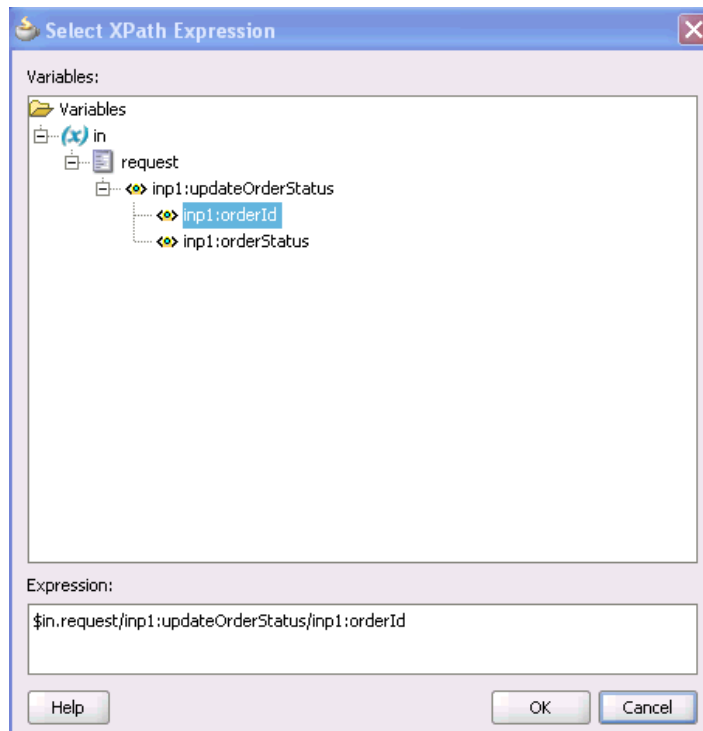 Select XPath Expression
Variables:
Variables
(x) in
request
inp1:updateOrderStatus
inp1:orderId
inp1:orderStatus
Expression:
$in.request/inp1:updateOrderStatus/inp1:orderId
Help OK Cancel